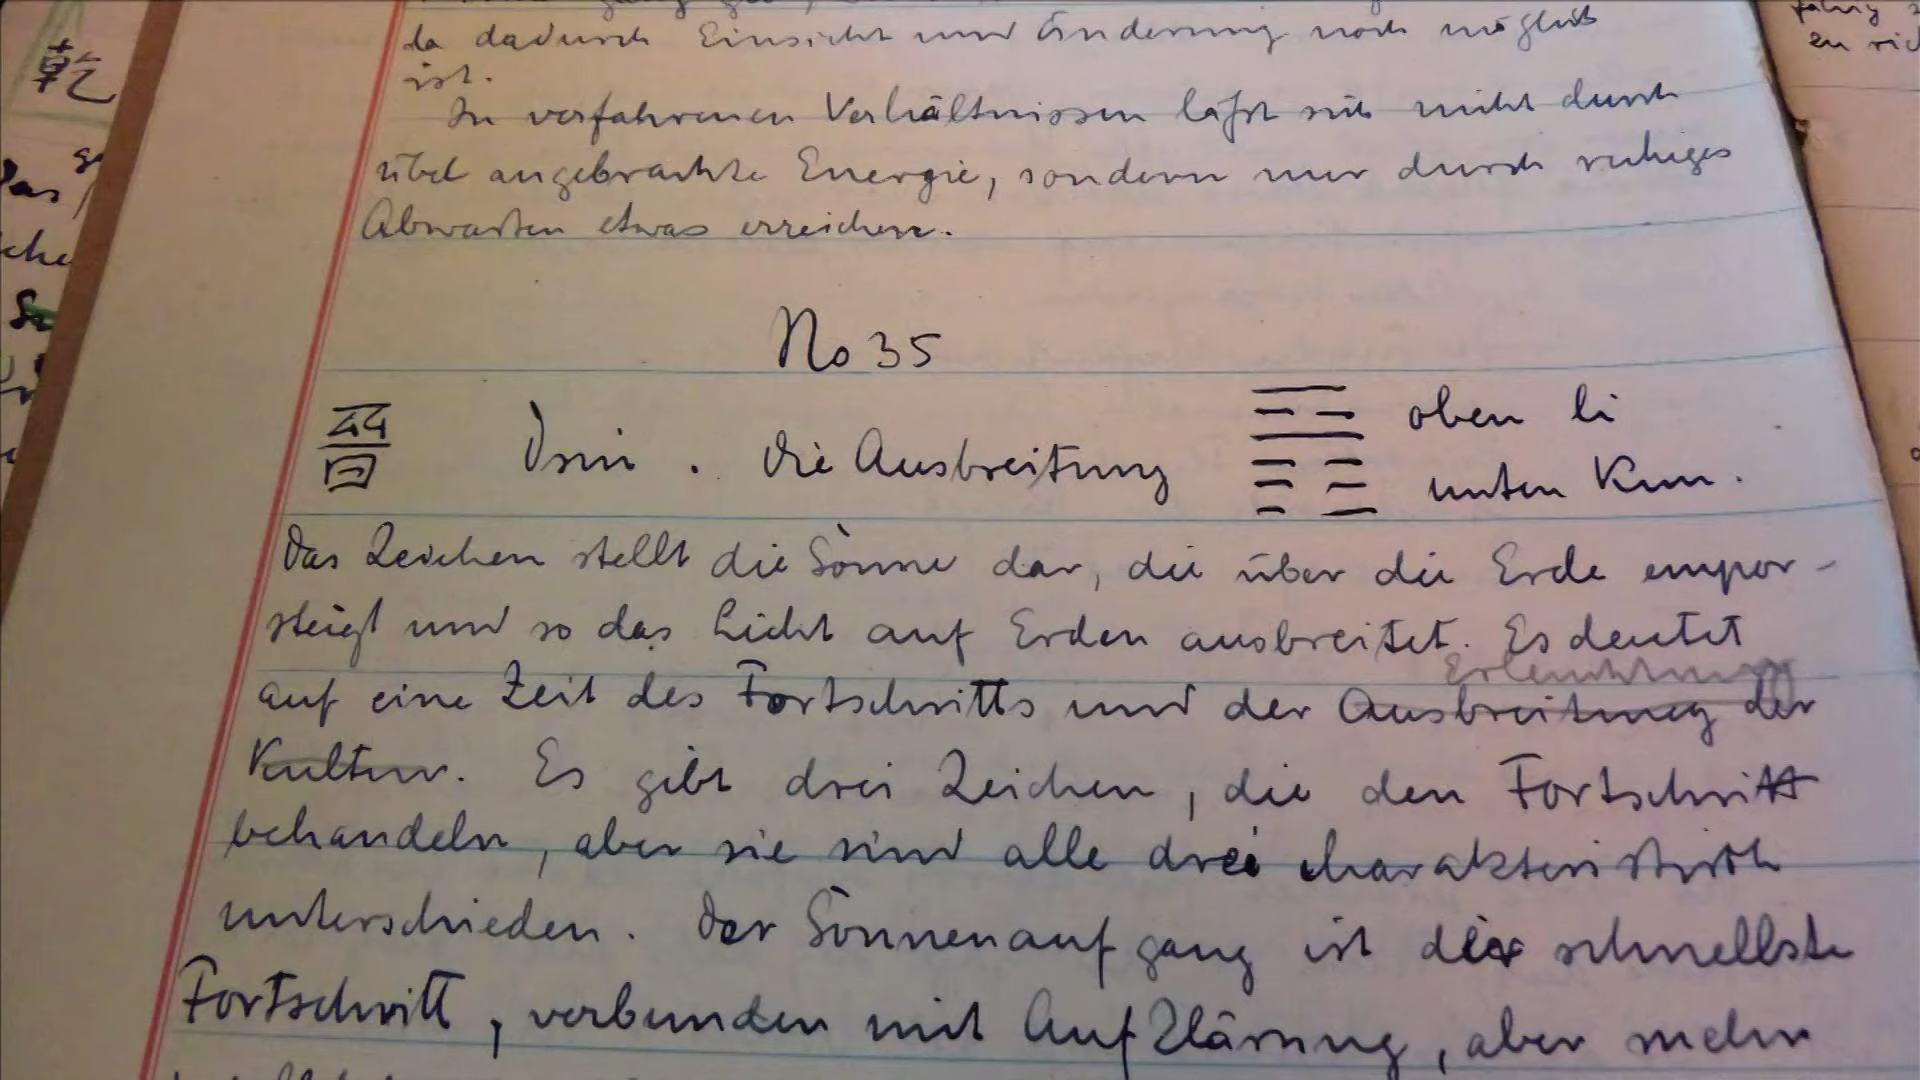 da dadurch Einsicht und Änderung noch möglich
ist.
In verfahrenen Verhältnissen läßt sich nicht durch
übel angebrachte Energie, sondern nur durch ruhiges
Abwarten etwas erreichen.
No 35
晉 Dsin . Die Ausbreitung ䷢ oben Li
unten Kun.
Das Zeichen stellt die Sonne dar, die über die Erde empor-
steigt und so das Licht auf Erden ausbreitet. Es deutet
Erleuchtung
auf eine Zeit des Fortschritts und der Ausbreitung der
Kultur. Es gibt drei Zeichen, die den Fortschritt
behandeln, aber sie sind alle drei charakteristisch
unterschieden. Der Sonnenaufgang ist der schnellste
Fortschritt, verbunden mit Aufklärung, aber mehr
乾